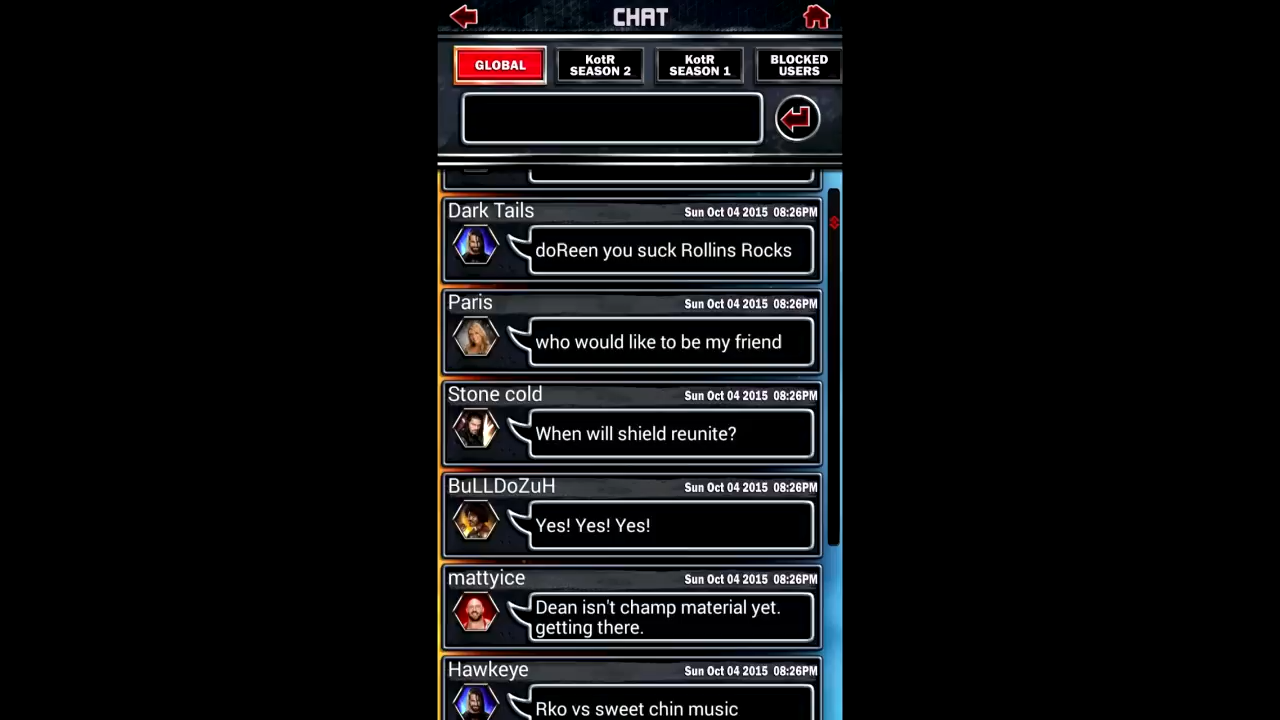 CHAT
GLOBAL
KotR
SEASON 2
KotR
SEASON 1
BLOCKED
USERS
Dark Tails
Sun Oct 04 2015 08:26PM
doReen you suck Rollins Rocks
Paris
Sun Oct 04 2015 08:26PM
who would like to be my friend
Stone cold
Sun Oct 04 2015 08:26PM
When will shield reunite?
BuLLDoZuH
Sun Oct 04 2015 08:26PM
Yes! Yes! Yes!
mattyice
Sun Oct 04 2015 08:26PM
Dean isn't champ material yet.
getting there.
Hawkeye
Sun Oct 04 2015 08:26PM
Rko vs sweet chin music